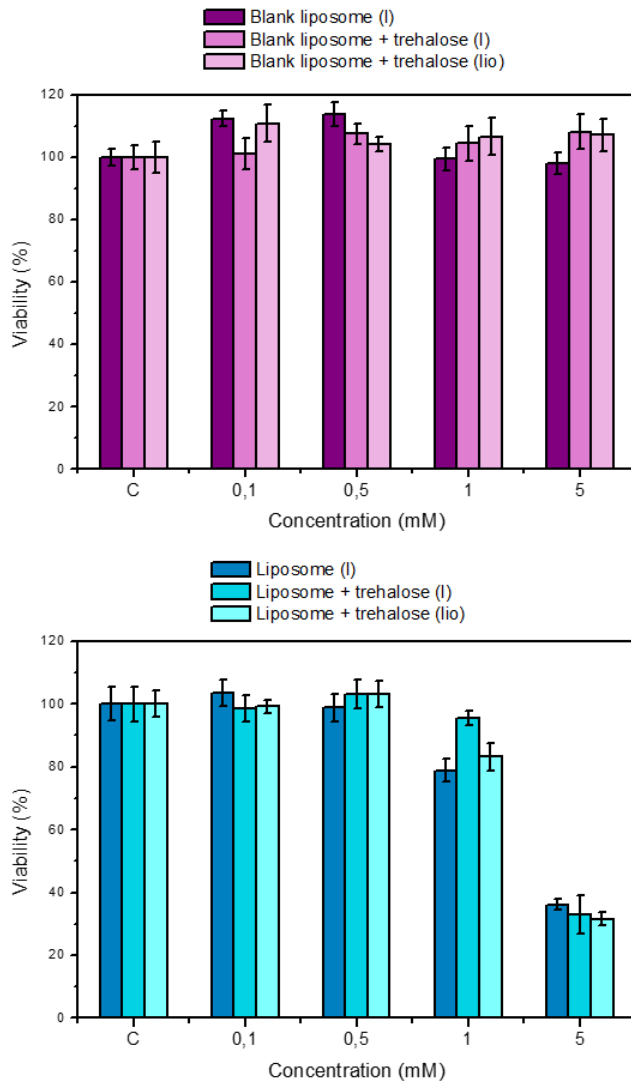 Blank liposome (l)
Blank liposome + trehalose (l)
Blank liposome + trehalose (lio)
120
100
80
60
40
20
0
Viability (%)
C 0,1 0,5 1 5
Concentration (mM)
Liposome (l)
Liposome + trehalose (l)
Liposome + trehalose (lio)
120
100
80
60
40
20
0
Viability (%)
C 0,1 0,5 1 5
Concentration (mM)